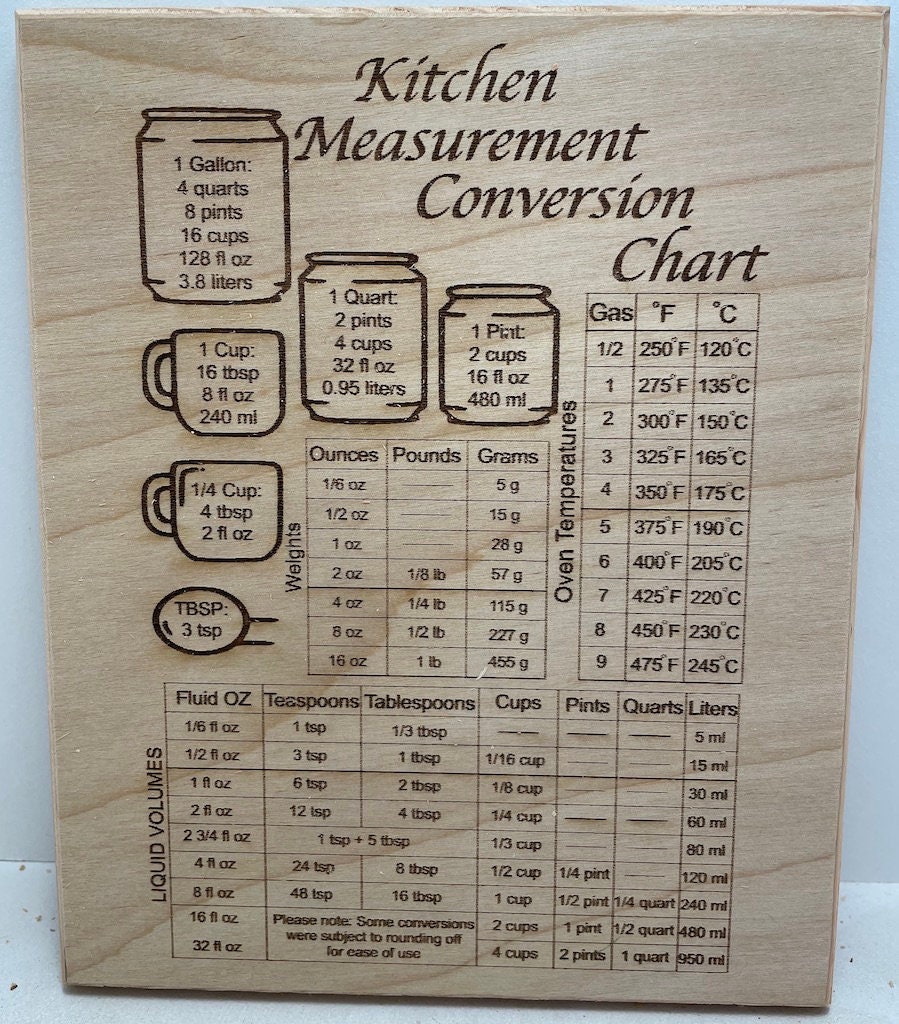 Kitchen
Measurement
Conversion
Chart
1 Gallon:
4 quarts
8 pints
16 cups
128 fl oz
3.8 liters
1 Quart:
2 pints
4 cups
32 fl oz
0.95 liters
1 Pint:
2 cups
16 fl oz
480 ml
1 Cup:
16 tbsp
8 fl oz
240 ml
1/4 Cup:
4 tbsp
2 fl oz
TBSP:
3 tsp
Oven Temperatures
Gas °F °C
1/2 250°F 120°C
1 275°F 135°C
2 300°F 150°C
3 325°F 165°C
4 350°F 175°C
5 375°F 190°C
6 400°F 205°C
7 425°F 220°C
8 450°F 230°C
9 475°F 245°C
Weights
Ounces Pounds Grams
1/6 oz —— 5 g
1/2 oz —— 15 g
1 oz —— 28 g
2 oz 1/8 lb 57 g
4 oz 1/4 lb 115 g
8 oz 1/2 lb 227 g
16 oz 1 lb 455 g
LIQUID VOLUMES
Fluid OZ Teaspoons Tablespoons Cups Pints Quarts Liters
1/6 fl oz 1 tsp 1/3 tbsp —— —— —— 5 ml
1/2 fl oz 3 tsp 1 tbsp 1/16 cup —— —— 15 ml
1 fl oz 6 tsp 2 tbsp 1/8 cup —— —— 30 ml
2 fl oz 12 tsp 4 tbsp 1/4 cup —— —— 60 ml
2 3/4 fl oz 1 tsp + 5 tbsp 1/3 cup —— —— 80 ml
4 fl oz 24 tsp 8 tbsp 1/2 cup 1/4 pint —— 120 ml
8 fl oz 48 tsp 16 tbsp 1 cup 1/2 pint 1/4 quart 240 ml
16 fl oz 2 cups 1 pint 1/2 quart 480 ml
32 fl oz 4 cups 2 pints 1 quart 950 ml
Please note: Some conversions
were subject to rounding off
for ease of use